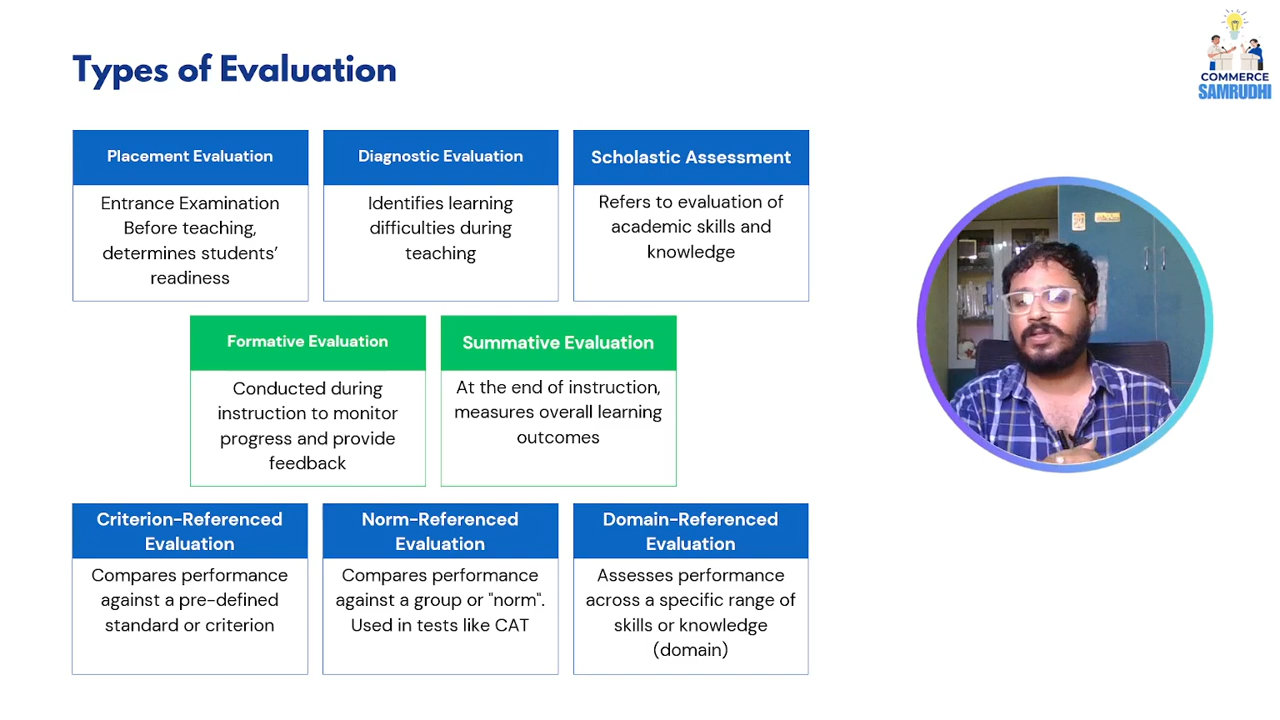 Types of Evaluation
COMMERCE
SAMRUDHI
Placement Evaluation
Entrance Examination
Before teaching,
determines students’
readiness
Diagnostic Evaluation
Identifies learning
difficulties during
teaching
Scholastic Assessment
Refers to evaluation of
academic skills and
knowledge
Formative Evaluation
Conducted during
instruction to monitor
progress and provide
feedback
Summative Evaluation
At the end of instruction,
measures overall learning
outcomes
Criterion-Referenced
Evaluation
Compares performance
against a pre-defined
standard or criterion
Norm-Referenced
Evaluation
Compares performance
against a group or "norm".
Used in tests like CAT
Domain-Referenced
Evaluation
Assesses performance
across a specific range of
skills or knowledge
(domain)